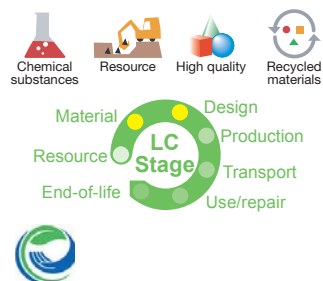 Chemical
substances
Resource
High quality
Recycled
materials
Material
Design
LC
Stage
Production
Resource
Transport
End-of-life
Use/repair